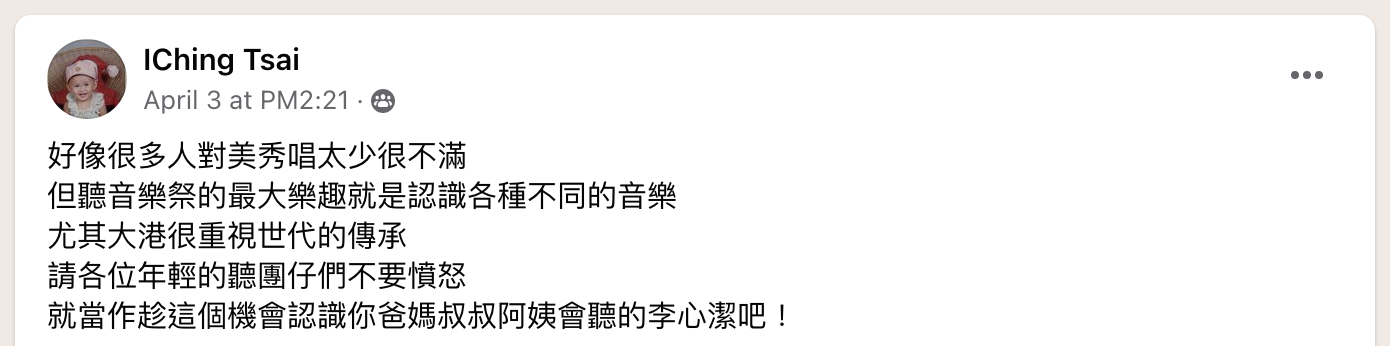 IChing Tsai
April 3 at PM2:21 ·
好像很多人對美秀唱太少很不滿
但聽音樂祭的最大樂趣就是認識各種不同的音樂
尤其大港很重視世代的傳承
請各位年輕的聽團仔們不要憤怒
就當作趁這個機會認識你爸媽叔叔阿姨會聽的李心潔吧！